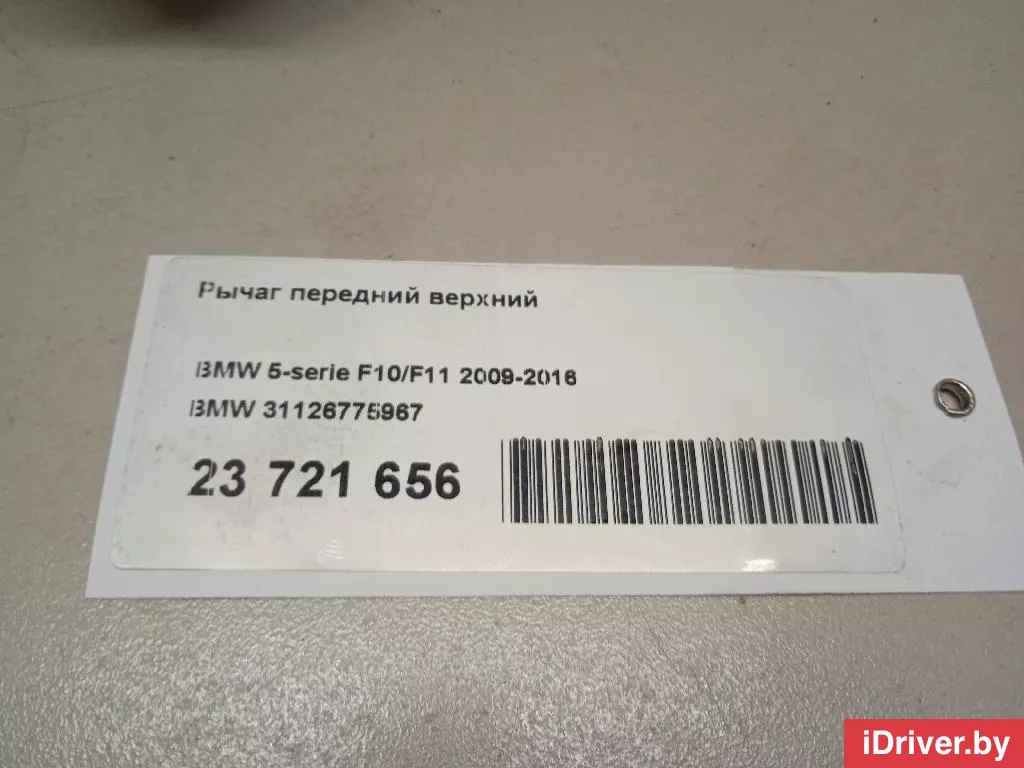 Рычаг передний верхний
BMW 5-serie F10/F11 2009-2016
BMW 31126775967
23 721 656
iDriver.by